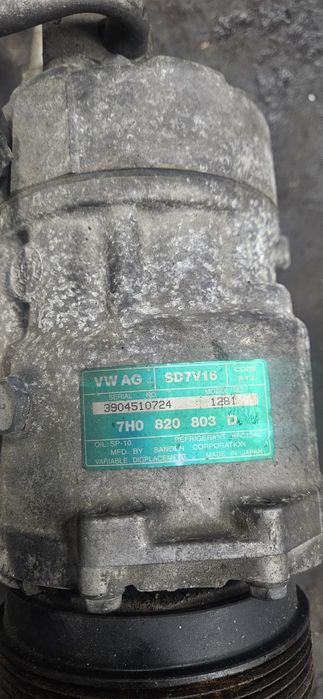 VW AG SD7V16 CODE
SERIAL NO MODEL NO
3904510724 1281
7H0 820 803 D
OIL: SP-10 REFRIGERANT
MFD. BY SANDEN CORPORATION
VARIABLE DISPLACEMENT MADE IN JAPAN